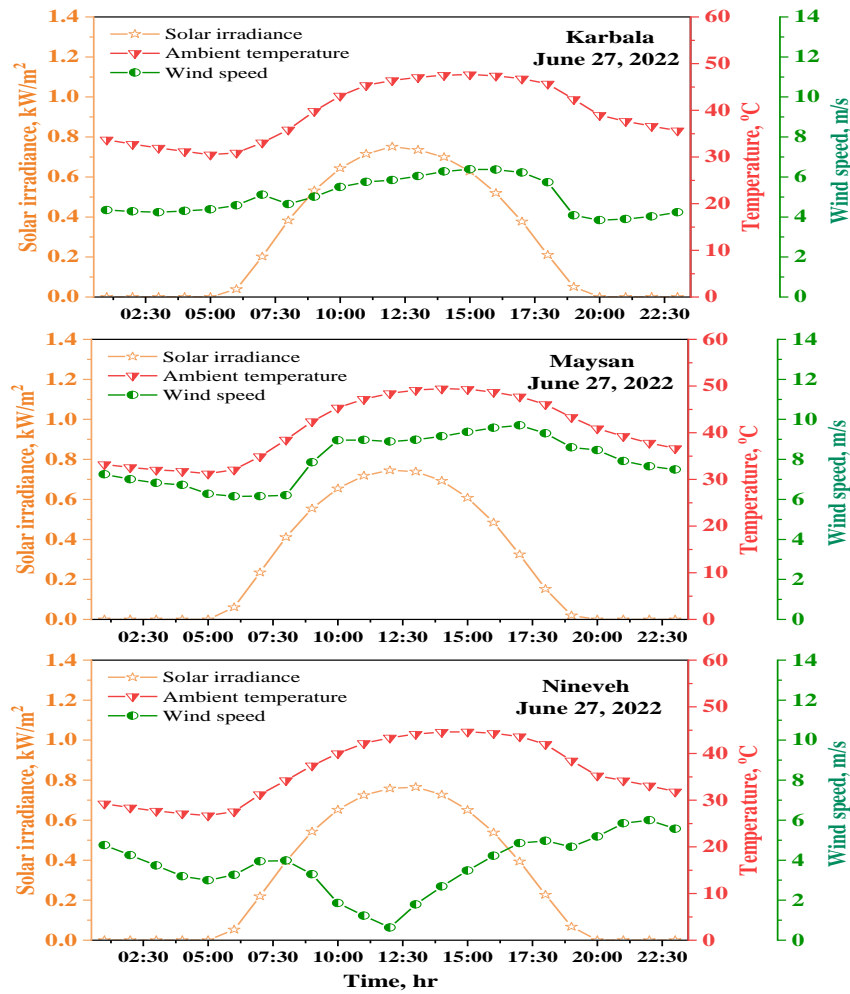 1.4
1.2
1.0
0.8
0.6
0.4
0.2
0.0
Solar irradiance, kW/m²
Solar irradiance
Ambient temperature
Wind speed
Karbala
June 27, 2022
60
50
40
30
20
10
0
Temperature, ⁰C
14
12
10
8
6
4
2
0
Wind speed, m/s
02:30 05:00 07:30 10:00 12:30 15:00 17:30 20:00 22:30
1.4
1.2
1.0
0.8
0.6
0.4
0.2
0.0
Solar irradiance, kW/m²
Solar irradiance
Ambient temperature
Wind speed
Maysan
June 27, 2022
60
50
40
30
20
10
0
Temperature, ⁰C
14
12
10
8
6
4
2
0
Wind speed, m/s
02:30 05:00 07:30 10:00 12:30 15:00 17:30 20:00 22:30
1.4
1.2
1.0
0.8
0.6
0.4
0.2
0.0
Solar irradiance, kW/m²
Solar irradiance
Ambient temperature
Wind speed
Nineveh
June 27, 2022
60
50
40
30
20
10
0
Temperature, ⁰C
14
12
10
8
6
4
2
0
Wind speed, m/s
02:30 05:00 07:30 10:00 12:30 15:00 17:30 20:00 22:30
Time, hr